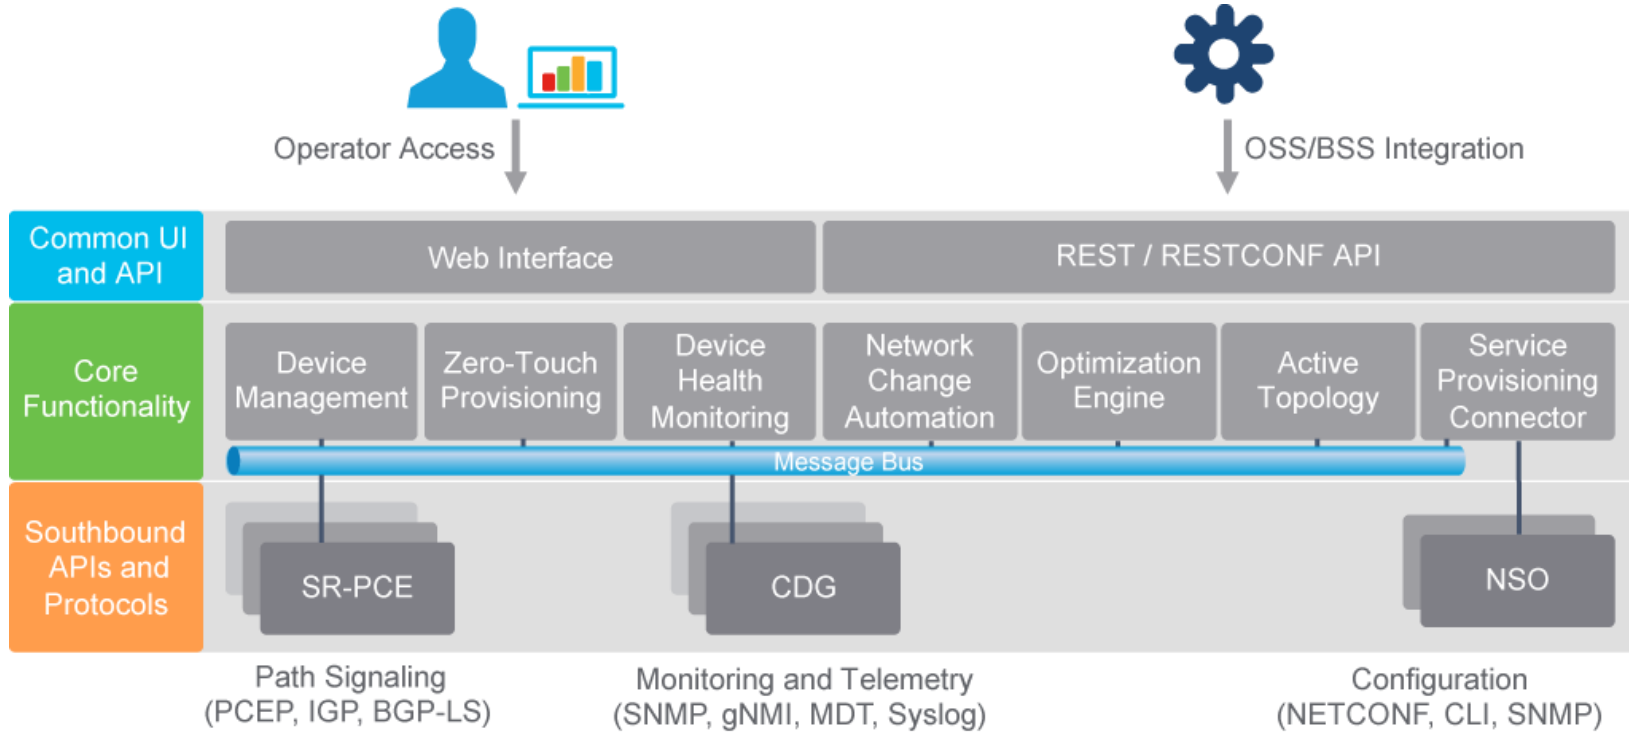 Operator Access
OSS/BSS Integration
Common UI
and API
Web Interface
REST / RESTCONF API
Core
Functionality
Device
Management
Zero-Touch
Provisioning
Device
Health
Monitoring
Network
Change
Automation
Optimization
Engine
Active
Topology
Service
Provisioning
Connector
Message Bus
Southbound
APIs and
Protocols
SR-PCE
CDG
NSO
Path Signaling
(PCEP, IGP, BGP-LS)
Monitoring and Telemetry
(SNMP, gNMI, MDT, Syslog)
Configuration
(NETCONF, CLI, SNMP)